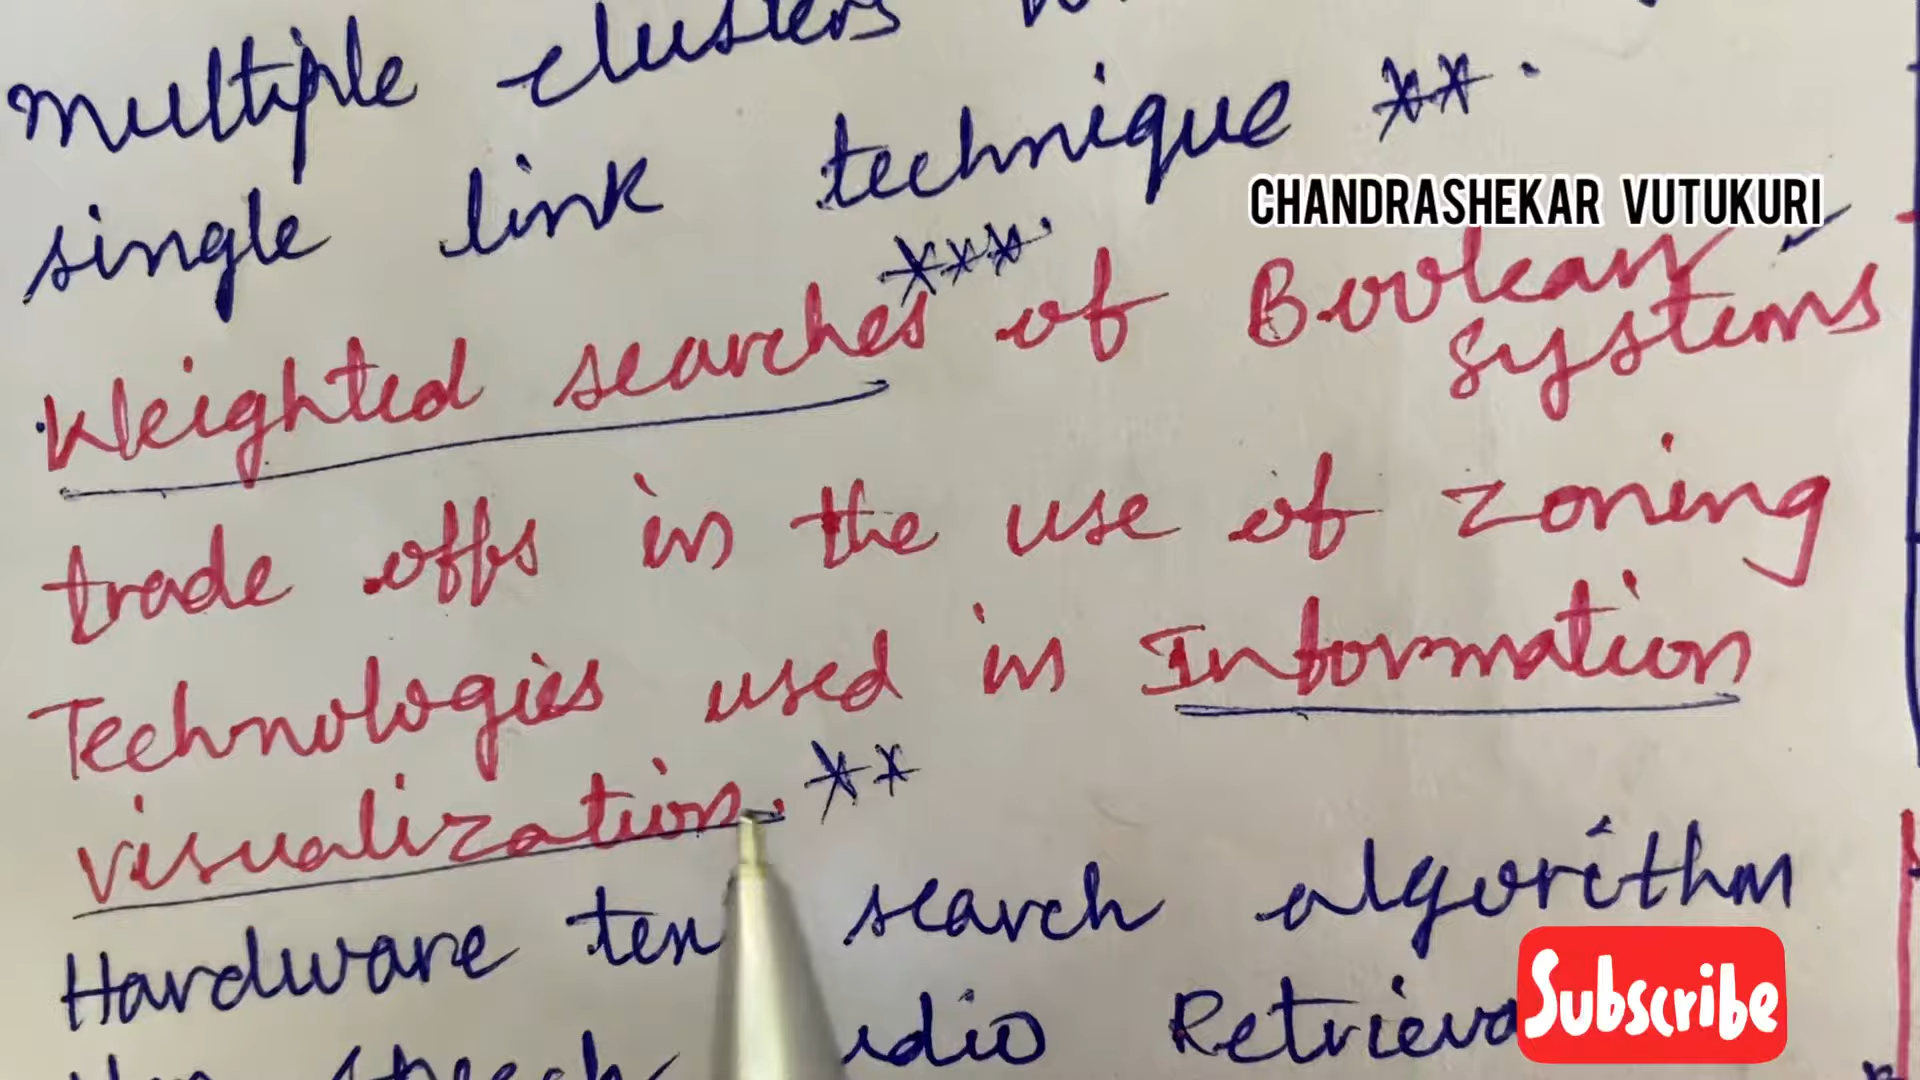 Multiple clusters
single link technique **.
CHANDRASHEKAR VUTUKURI
***.
Weighted searches of Boolean
systems
trade offs in the use of zoning
Technologies used in Information
visualization. **
Hardware search algorithm
speech Retrieva
Subscribe